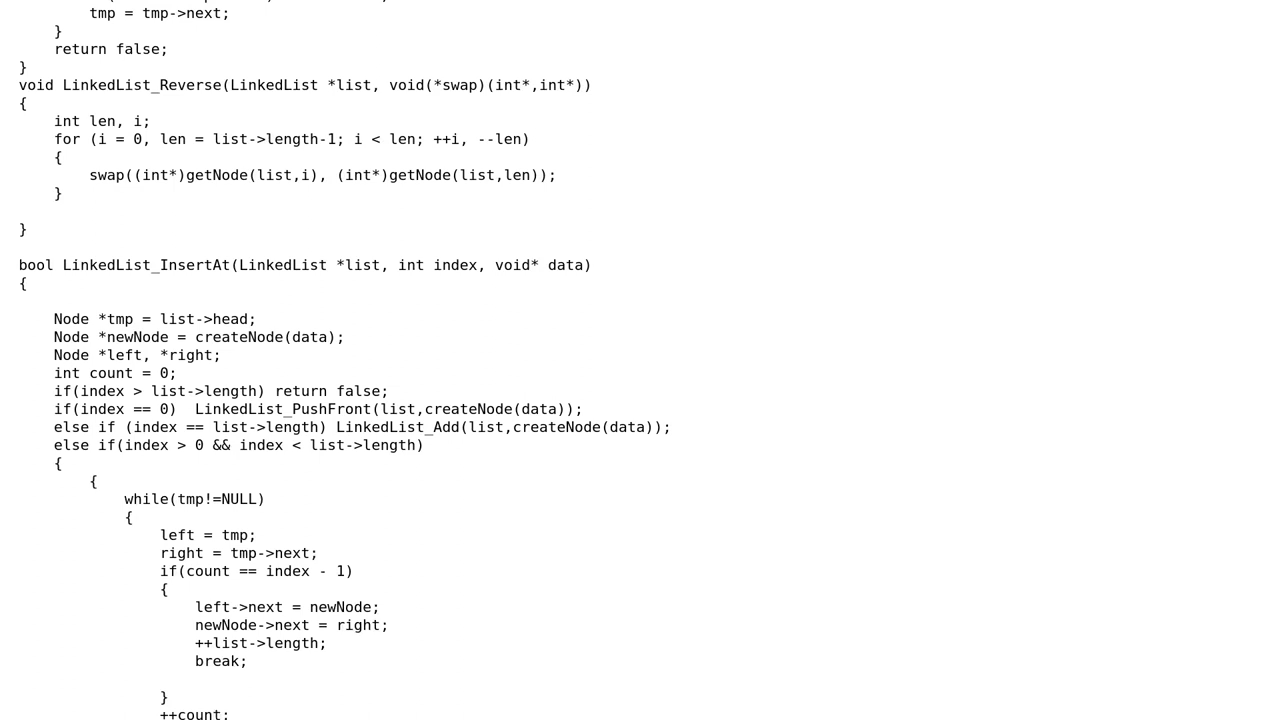 tmp = tmp->next;
}
return false;
}
void LinkedList_Reverse(LinkedList *list, void(*swap)(int*,int*))
{
int len, i;
for (i = 0, len = list->length-1; i < len; ++i, --len)
{
swap((int*)getNode(list,i), (int*)getNode(list,len));
}
}
bool LinkedList_InsertAt(LinkedList *list, int index, void* data)
{
Node *tmp = list->head;
Node *newNode = createNode(data);
Node *left, *right;
int count = 0;
if(index > list->length) return false;
if(index == 0)  LinkedList_PushFront(list,createNode(data));
else if (index == list->length) LinkedList_Add(list,createNode(data));
else if(index > 0 && index < list->length)
{
{
while(tmp!=NULL)
{
left = tmp;
right = tmp->next;
if(count == index - 1)
{
left->next = newNode;
newNode->next = right;
++list->length;
break;
}
++count;